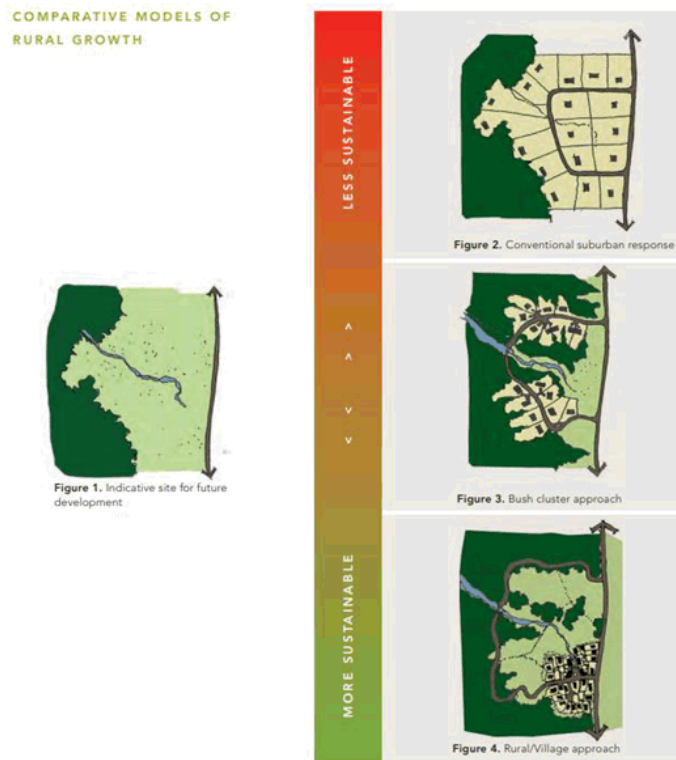 COMPARATIVE MODELS OF
RURAL GROWTH
LESS SUSTAINABLE
Figure 2. Conventional suburban response
Figure 1. Indicative site for future
development
> > < <
Figure 3. Bush cluster approach
MORE SUSTAINABLE
Figure 4. Rural/Village approach